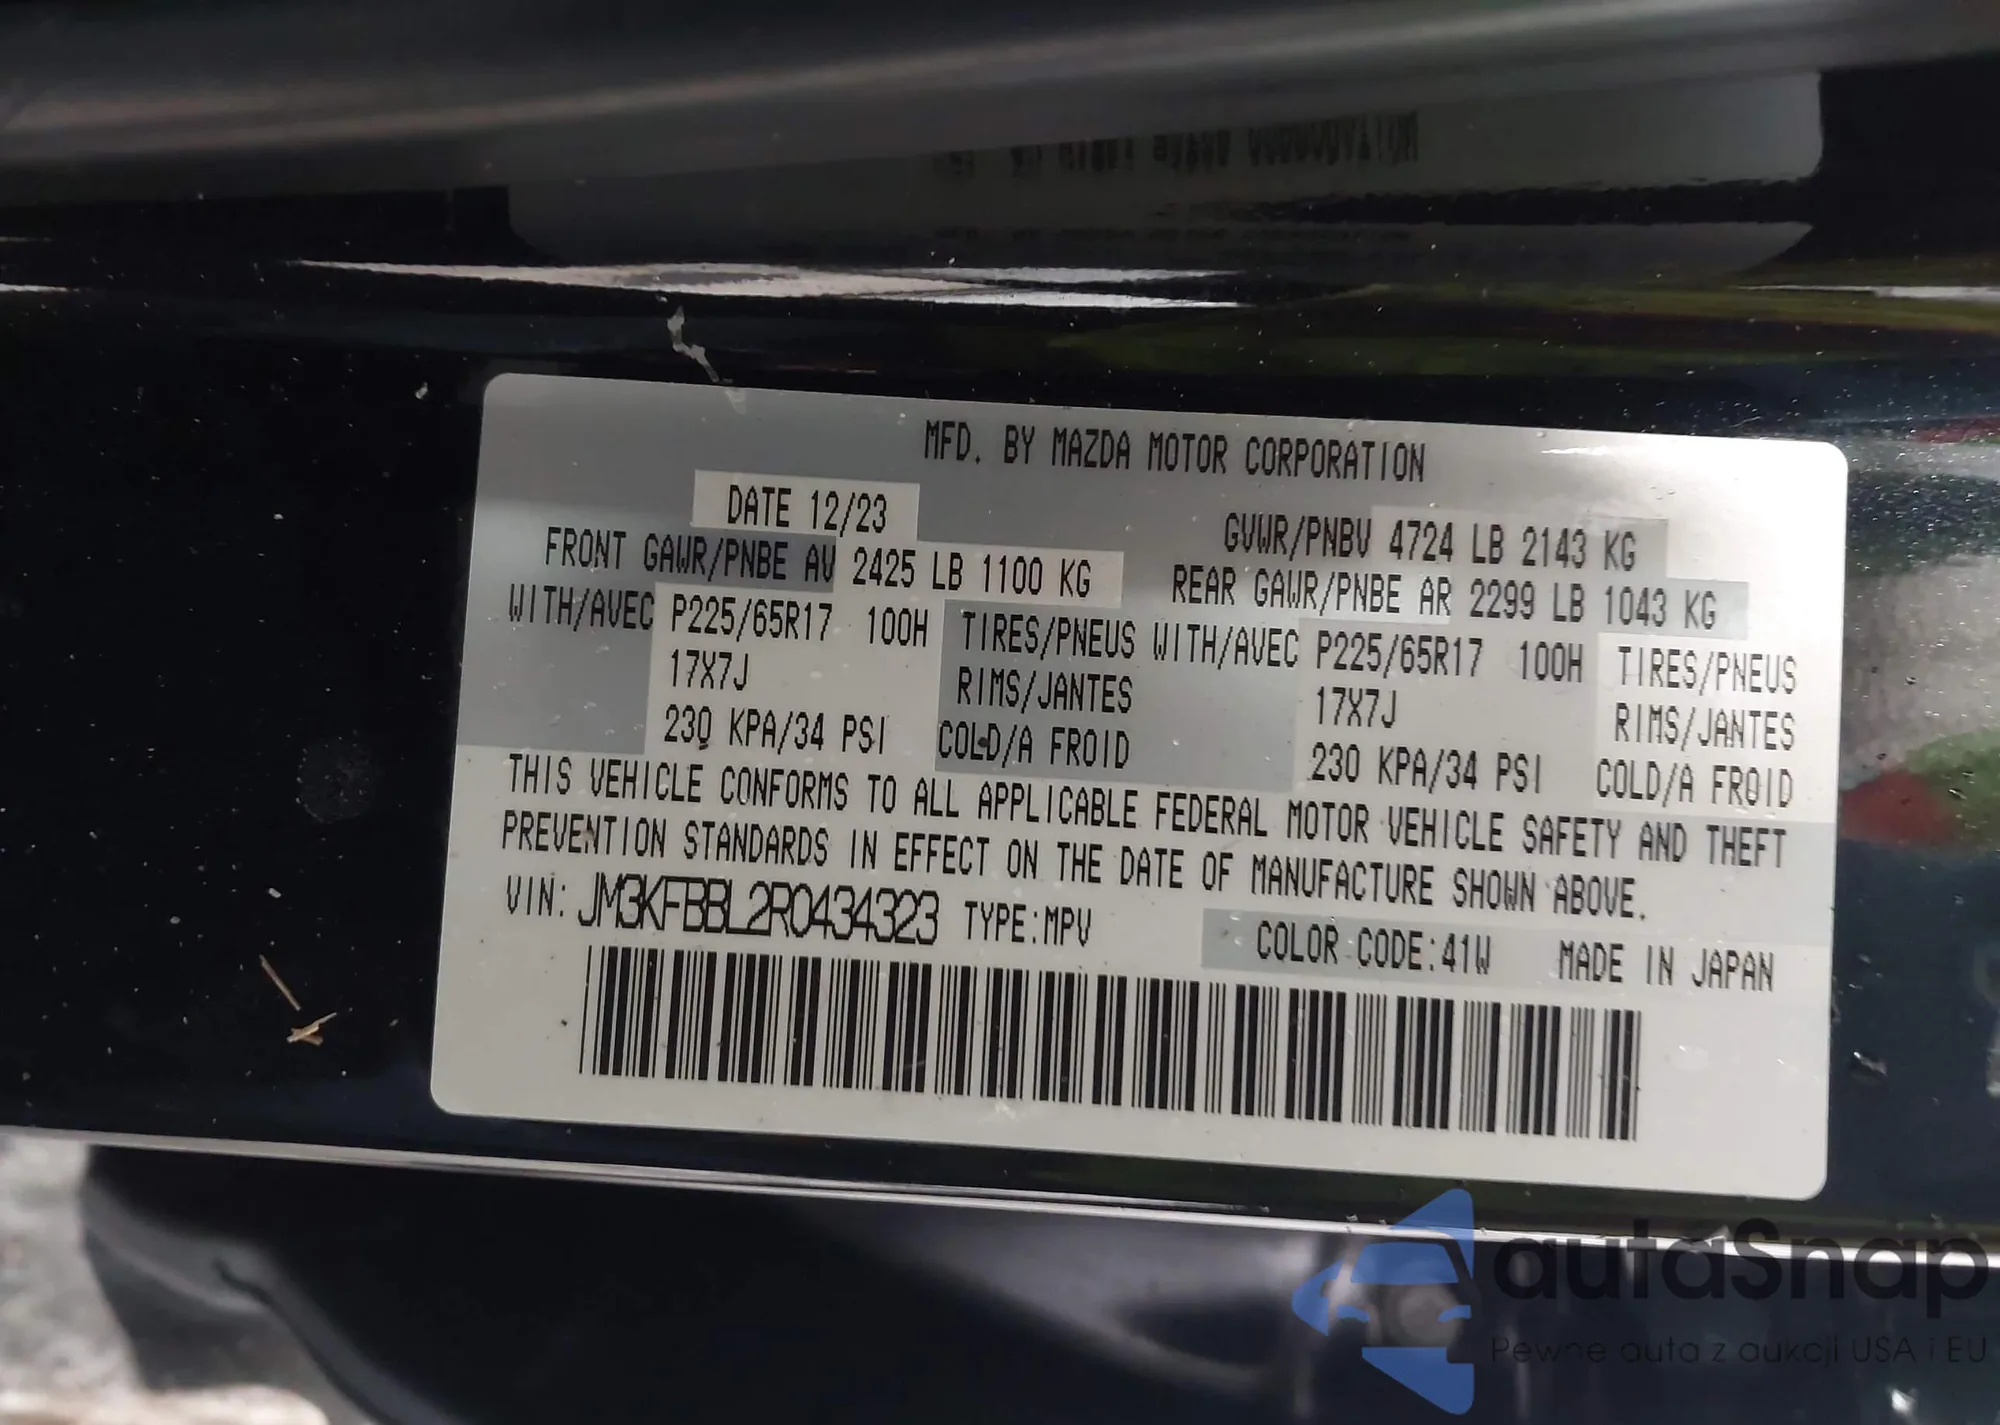 MFD. BY MAZDA MOTOR CORPORATION
DATE 12/23 GVWR/PNBV 4724 LB 2143 KG
FRONT GAWR/PNBE AV 2425 LB 1100 KG REAR GAWR/PNBE AR 2299 LB 1043 KG
WITH/AVEC P225/65R17 100H TIRES/PNEUS WITH/AVEC P225/65R17 100H TIRES/PNEUS
17X7J RIMS/JANTES 17X7J RIMS/JANTES
230 KPA/34 PSI COLD/A FROID 230 KPA/34 PSI COLD/A FROID
THIS VEHICLE CONFORMS TO ALL APPLICABLE FEDERAL MOTOR VEHICLE SAFETY AND THEFT
PREVENTION STANDARDS IN EFFECT ON THE DATE OF MANUFACTURE SHOWN ABOVE.
VIN: JM3KFBBL2R0434323 TYPE:MPV COLOR CODE:41W MADE IN JAPAN
autaSnap
Pewne auta z aukcji USA i EU